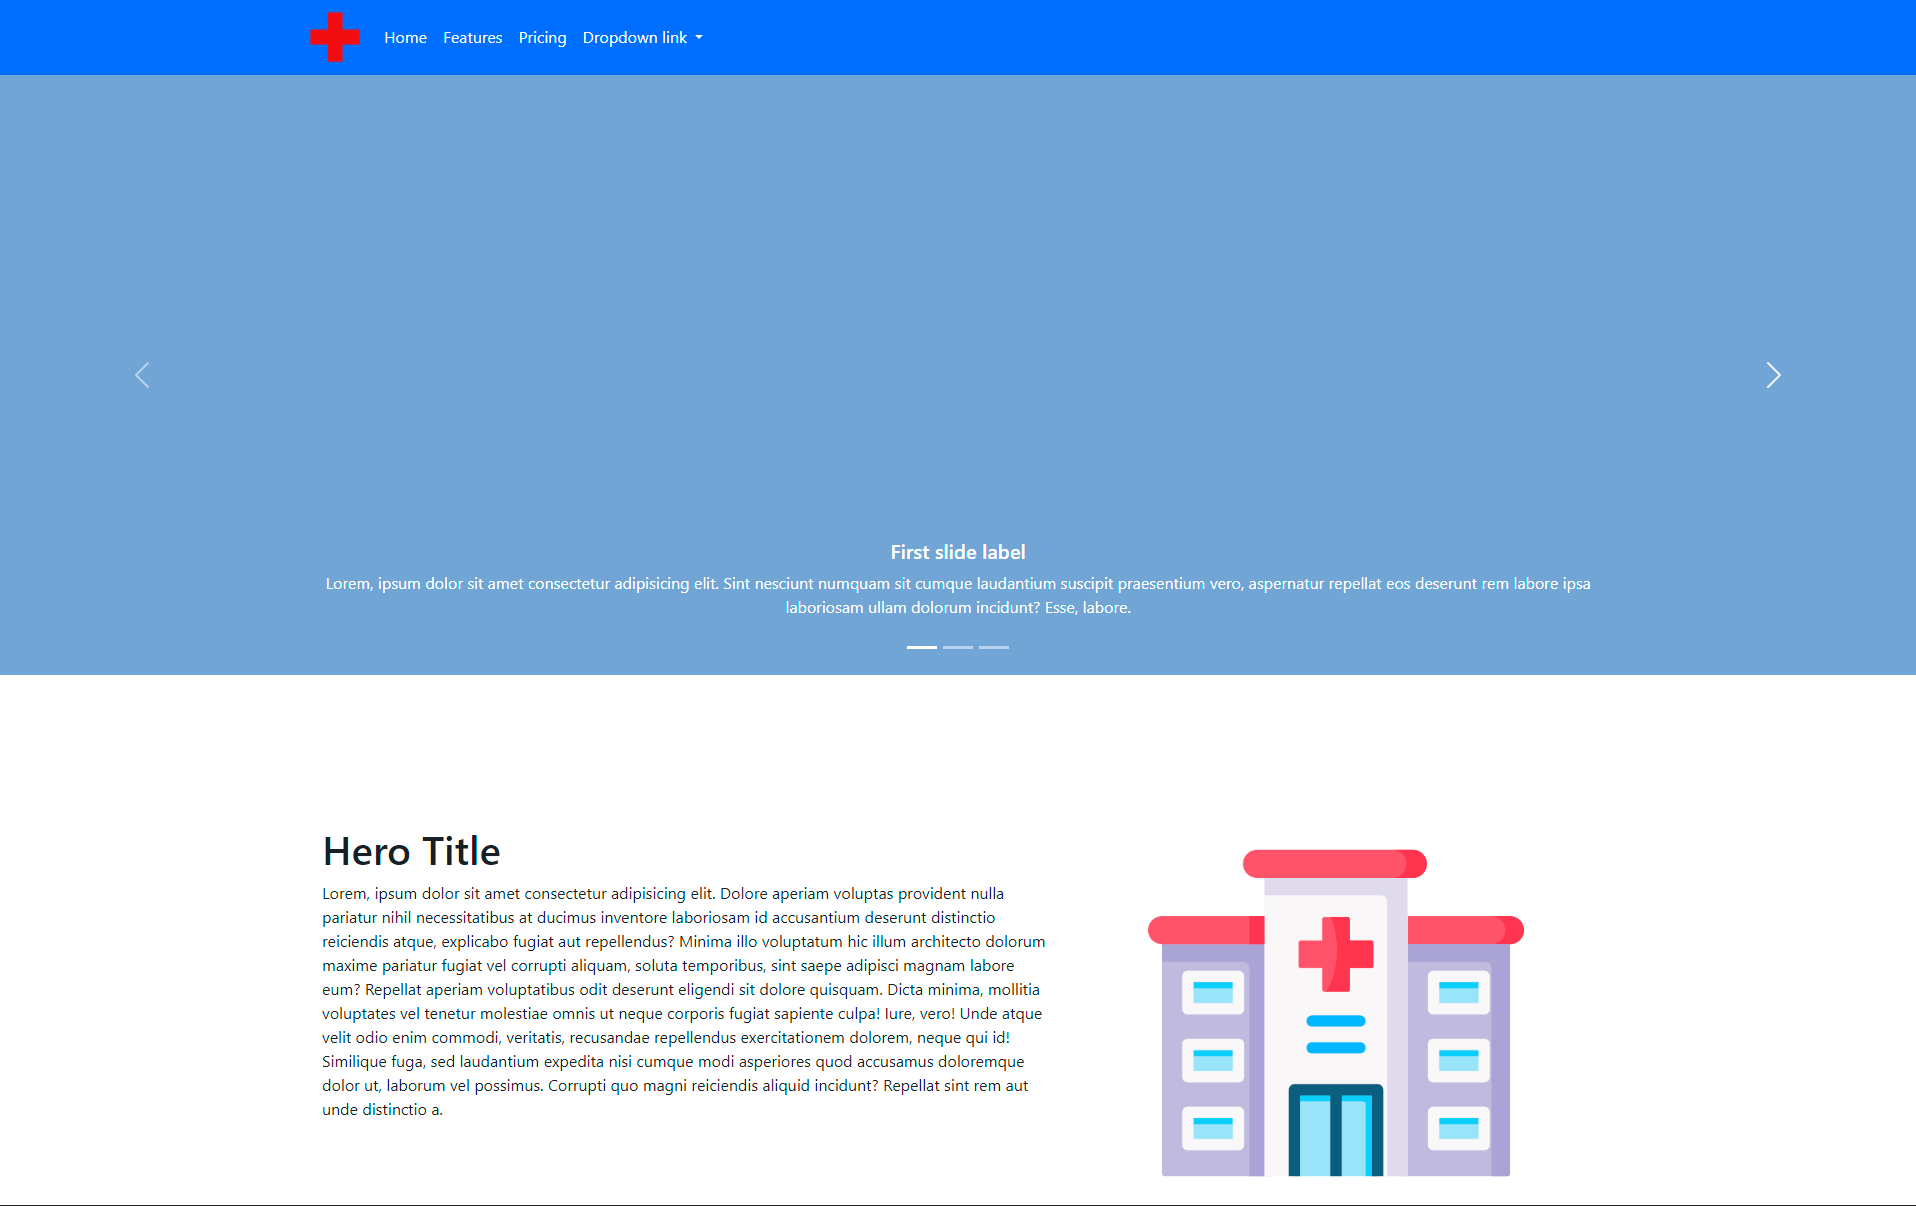 Home Features Pricing Dropdown link
First slide label
Lorem, ipsum dolor sit amet consectetur adipisicing elit. Sint nesciunt numquam sit cumque laudantium suscipit praesentium vero, aspernatur repellat eos deserunt rem labore ipsa
laboriosam ullam dolorum incidunt? Esse, labore.
Hero Title
Lorem, ipsum dolor sit amet consectetur adipisicing elit. Dolore aperiam voluptas provident nulla
pariatur nihil necessitatibus at ducimus inventore laboriosam id accusantium deserunt distinctio
reiciendis atque, explicabo fugiat aut repellendus? Minima illo voluptatum hic illum architecto dolorum
maxime pariatur fugiat vel corrupti aliquam, soluta temporibus, sint saepe adipisci magnam labore
eum? Repellat aperiam voluptatibus odit deserunt eligendi sit dolore quisquam. Dicta minima, mollitia
voluptates vel tenetur molestiae omnis ut neque corporis fugiat sapiente culpa! Iure, vero! Unde atque
velit odio enim commodi, veritatis, recusandae repellendus exercitationem dolorem, neque qui id!
Similique fuga, sed laudantium expedita nisi cumque modi asperiores quod accusamus doloremque
dolor ut, laborum vel possimus. Corrupti quo magni reiciendis aliquid incidunt? Repellat sint rem aut
unde distinctio a.